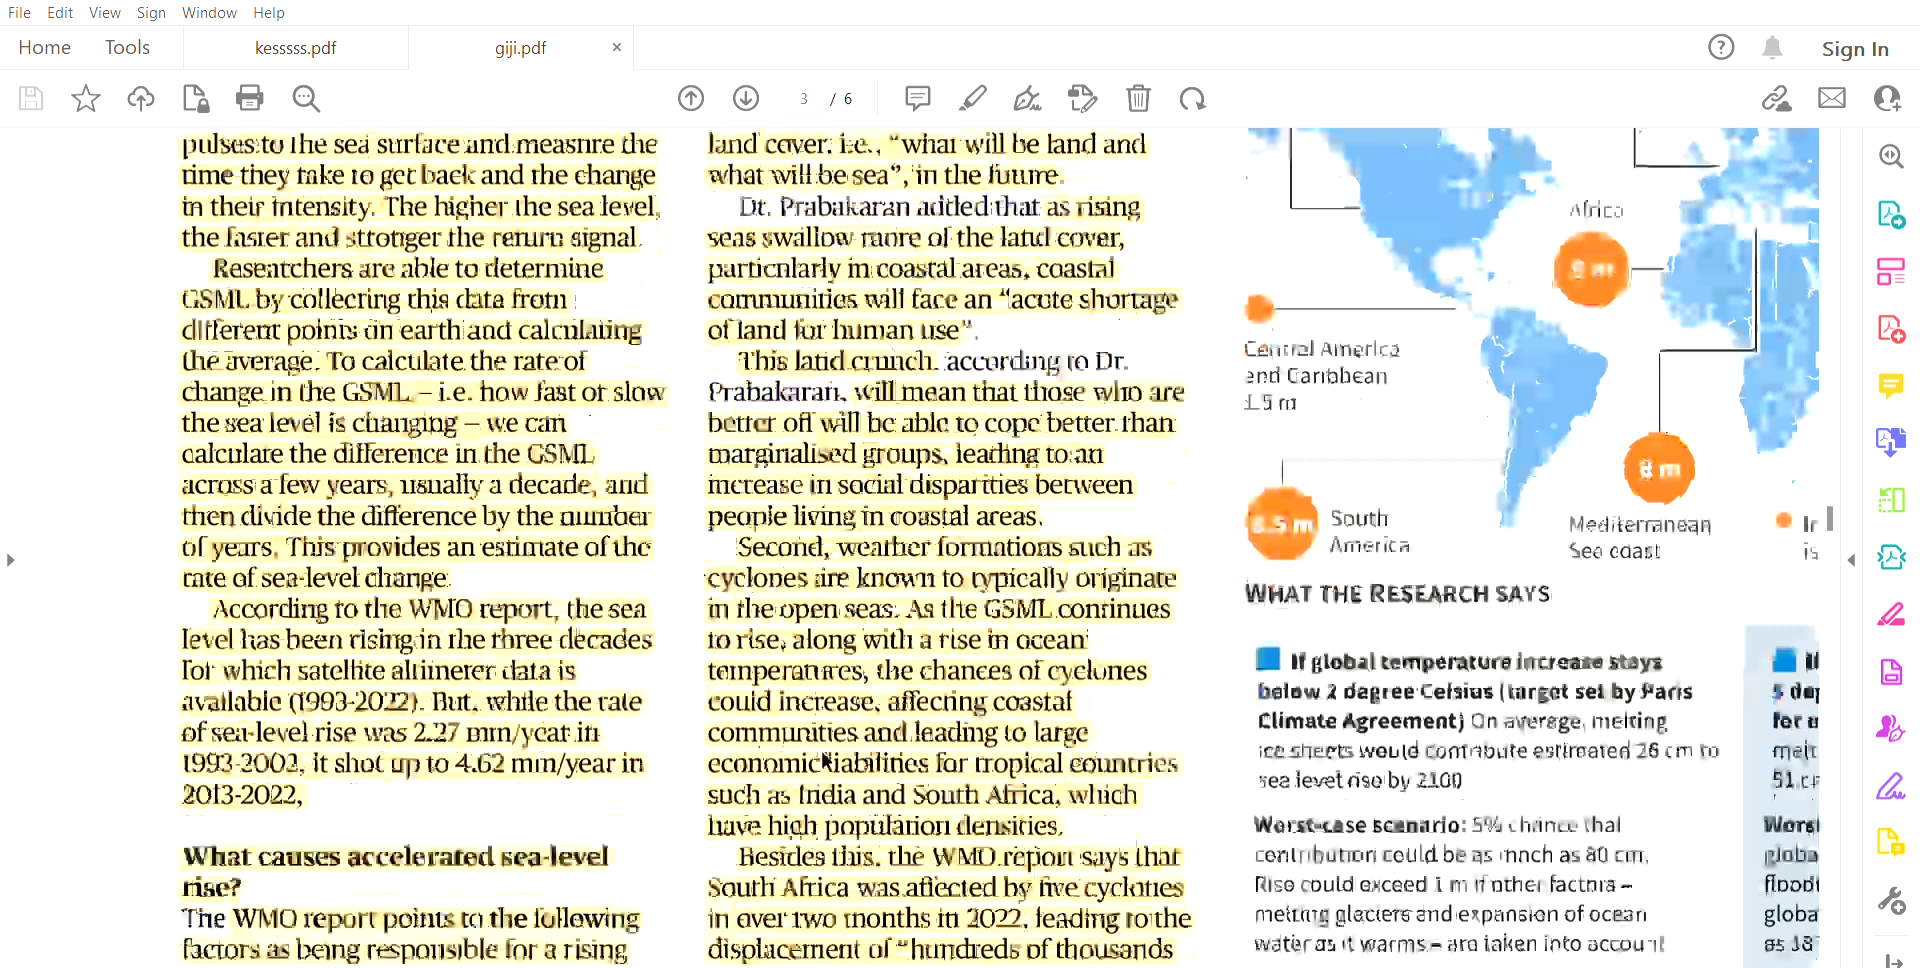 File Edit View Sign Window Help
Home Tools kesssss.pdf giji.pdf × Sign In
3 / 6
pulses to the sea surface and measure the
time they take to get back and the change
in their intensity. The higher the sea level,
the faster and stronger the return signal.
Researchers are able to determine
GSML by collecting this data from
different points on earth and calculating
the average. To calculate the rate of
change in the GSML – i.e. how fast or slow
the sea level is changing – we can
calculate the difference in the GSML
across a few years, usually a decade, and
then divide the difference by the number
of years. This provides an estimate of the
rate of sea-level change.
According to the WMO report, the sea
level has been rising in the three decades
for which satellite altimeter data is
available (1993-2022). But, while the rate
of sea-level rise was 2.27 mm/year in
1993-2002, it shot up to 4.62 mm/year in
2013-2022,
What causes accelerated sea-level
rise?
The WMO report points to the following
factors as being responsible for a rising
land cover, i.e., “what will be land and
what will be sea”, in the future.
Dr. Prabakaran added that as rising
seas swallow more of the land cover,
particularly in coastal areas, coastal
communities will face an “acute shortage
of land for human use”.
This land crunch, according to Dr.
Prabakaran, will mean that those who are
better off will be able to cope better than
marginalised groups, leading to an
increase in social disparities between
people living in coastal areas.
Second, weather formations such as
cyclones are known to typically originate
in the open seas. As the GSML continues
to rise, along with a rise in ocean
temperatures, the chances of cyclones
could increase, affecting coastal
communities and leading to large
economic liabilities for tropical countries
such as India and South Africa, which
have high population densities.
Besides this, the WMO report says that
South Africa was affected by five cyclones
in over two months in 2022, leading to the
displacement of “hundreds of thousands
Africa
Central America
and Caribbean
1.5 m
8 m
South
America
Mediterranean
Sea coast
WHAT THE RESEARCH SAYS
If global temperature increase stays
below 2 degree Celsius (target set by Paris
Climate Agreement) On average, melting
ice sheets would contribute estimated 26 cm to
sea level rise by 2100
Worst-case scenario: 5% chance that
contribution could be as much as 80 cm.
Rise could exceed 1 m if other factors –
melting glaciers and expansion of ocean
water as it warms – are taken into account
melt
Worst
globa
flood
globa